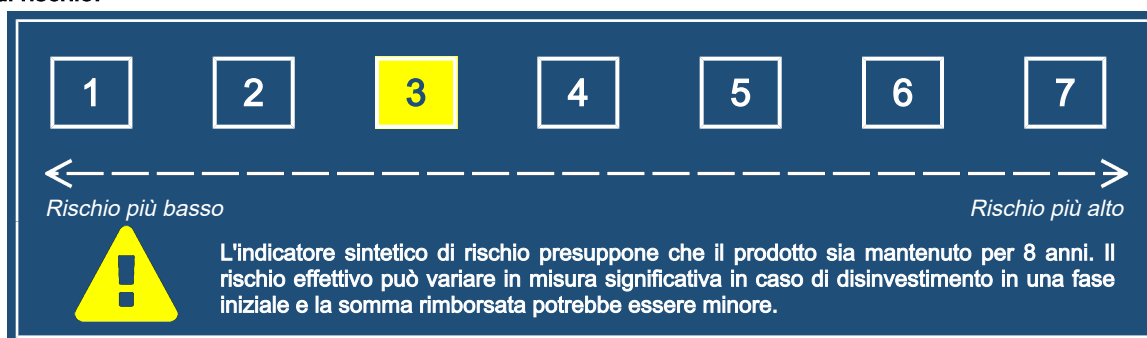 di rischio:
1 2 3 4 5 6 7
Rischio più basso Rischio più alto
L'indicatore sintetico di rischio presuppone che il prodotto sia mantenuto per 8 anni. Il
rischio effettivo può variare in misura significativa in caso di disinvestimento in una fase
iniziale e la somma rimborsata potrebbe essere minore.